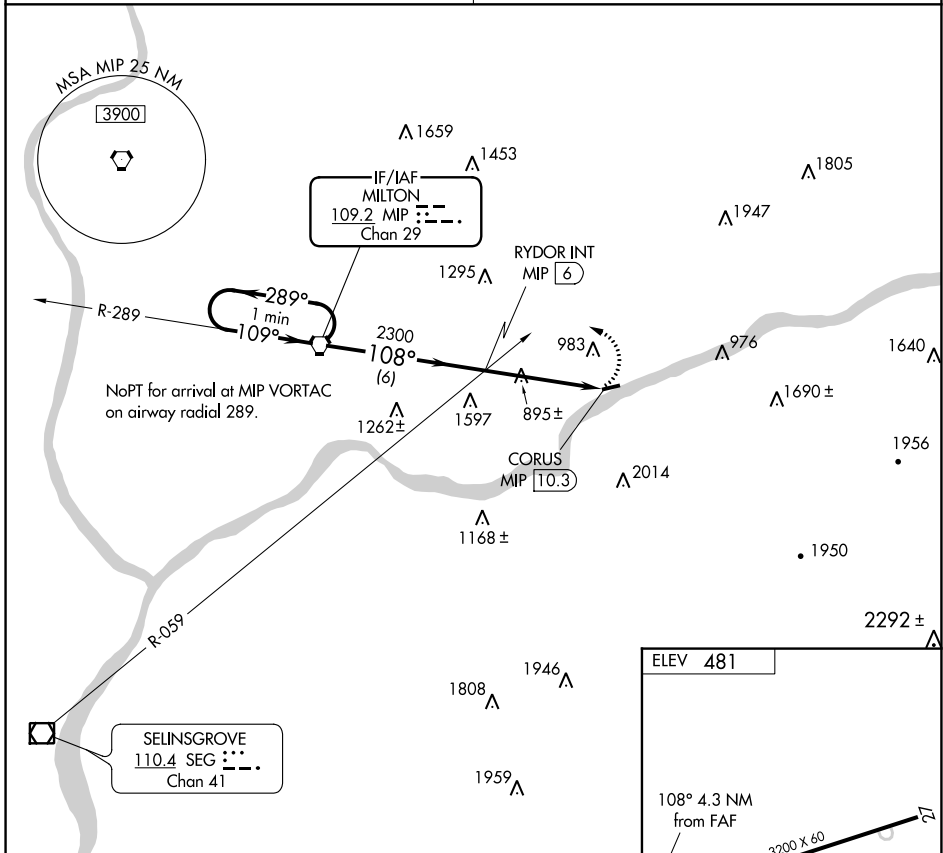 MSA MIP 25 NM
3900
1659
1453
1805
1947
IF/IAF
MILTON
109.2 MIP
Chan 29
RYDOR INT
MIP 6
1295
R-289
289°
1 min
109°
2300
108°
(6)
983
976
1640
NoPT for arrival at MIP VORTAC
on airway radial 289.
1262±
1597
895±
1690 ±
1956
CORUS
MIP 10.3
2014
1168 ±
1950
R-059
2292 ±
ELEV 481
1946
1808
SELINSGROVE
110.4 SEG
Chan 41
1959
108° 4.3 NM
from FAF
3200 X 60
27